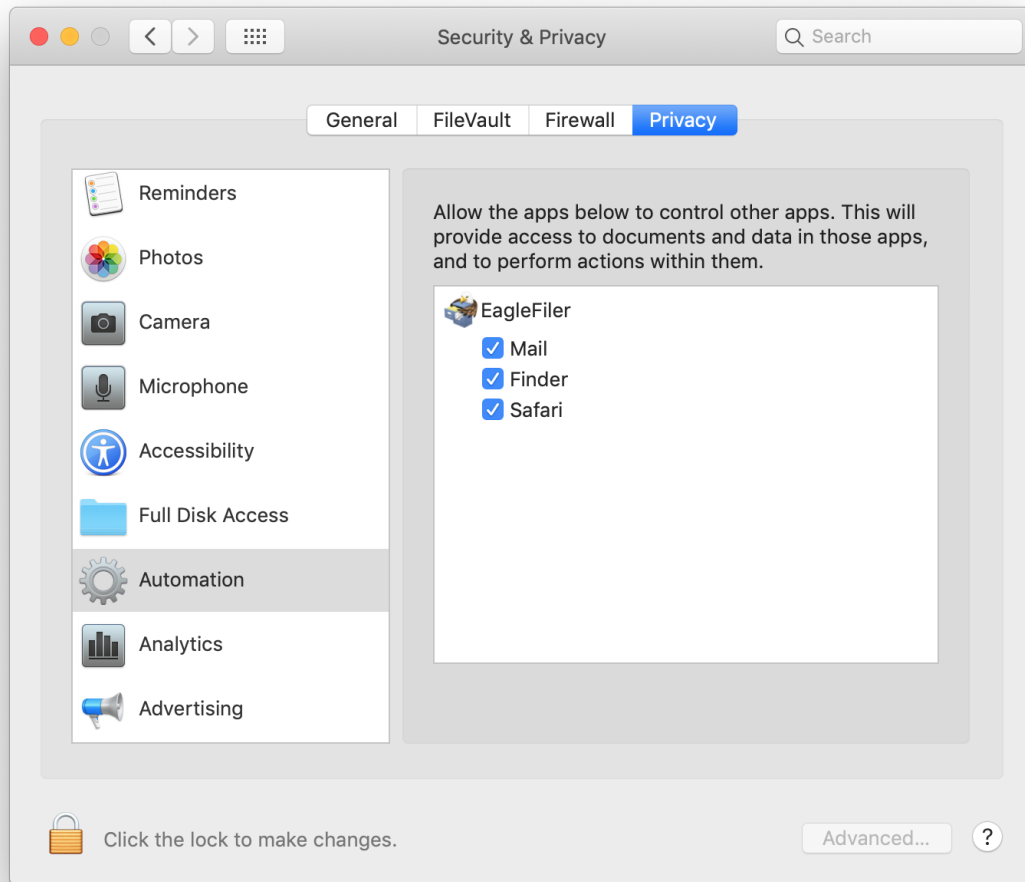 Security & Privacy
Search
General
FileVault
Firewall
Privacy
Reminders
Photos
Camera
Microphone
Accessibility
Full Disk Access
Automation
Analytics
Advertising
Allow the apps below to control other apps. This will
provide access to documents and data in those apps,
and to perform actions within them.
EagleFiler
Mail
Finder
Safari
Click the lock to make changes.
Advanced...
?